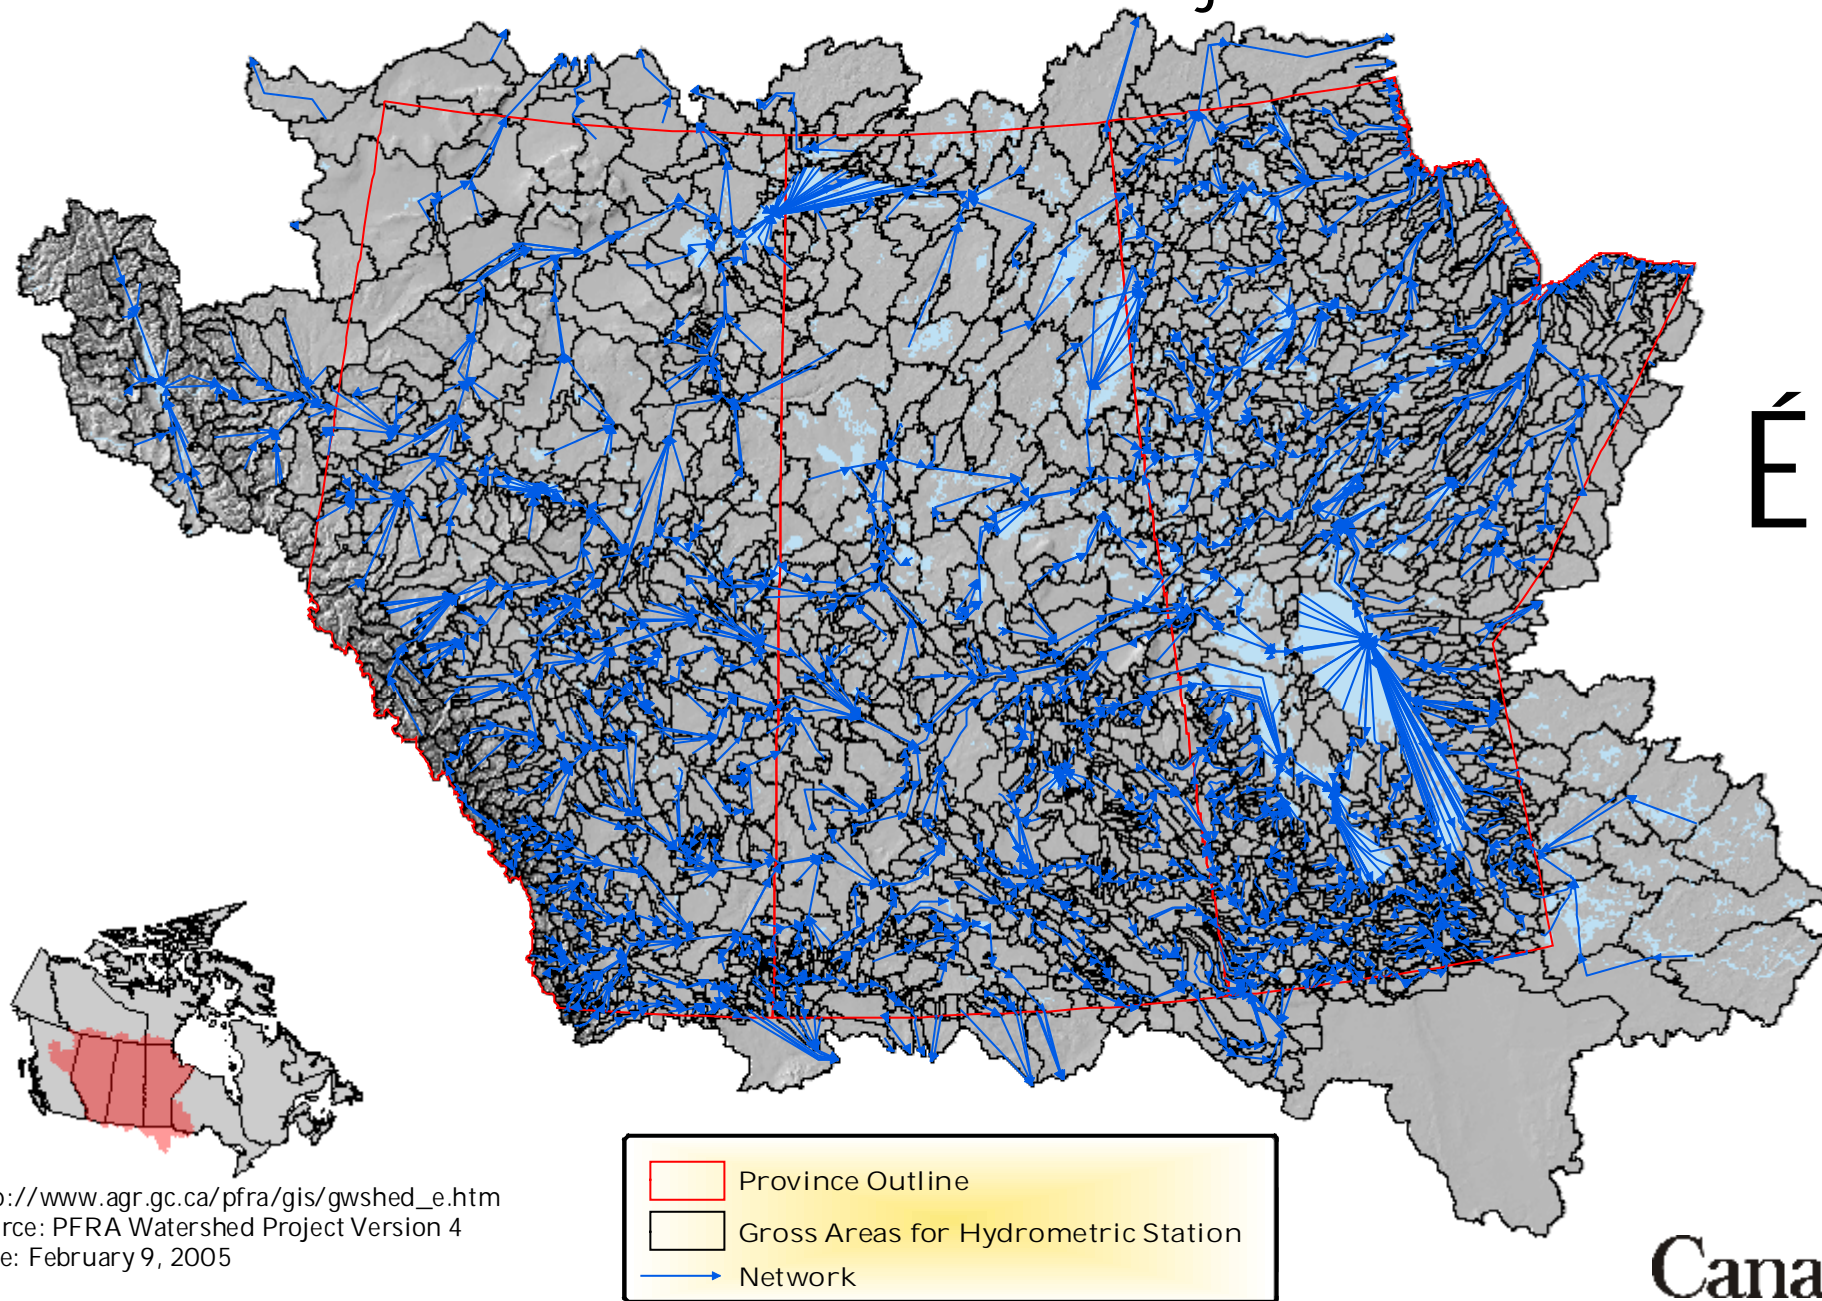 É
p://www.agr.gc.ca/pfra/gis/gwshed_e.htm
rce: PFRA Watershed Project Version 4
e: February 9, 2005
Province Outline
Gross Areas for Hydrometric Station
Network
Cana